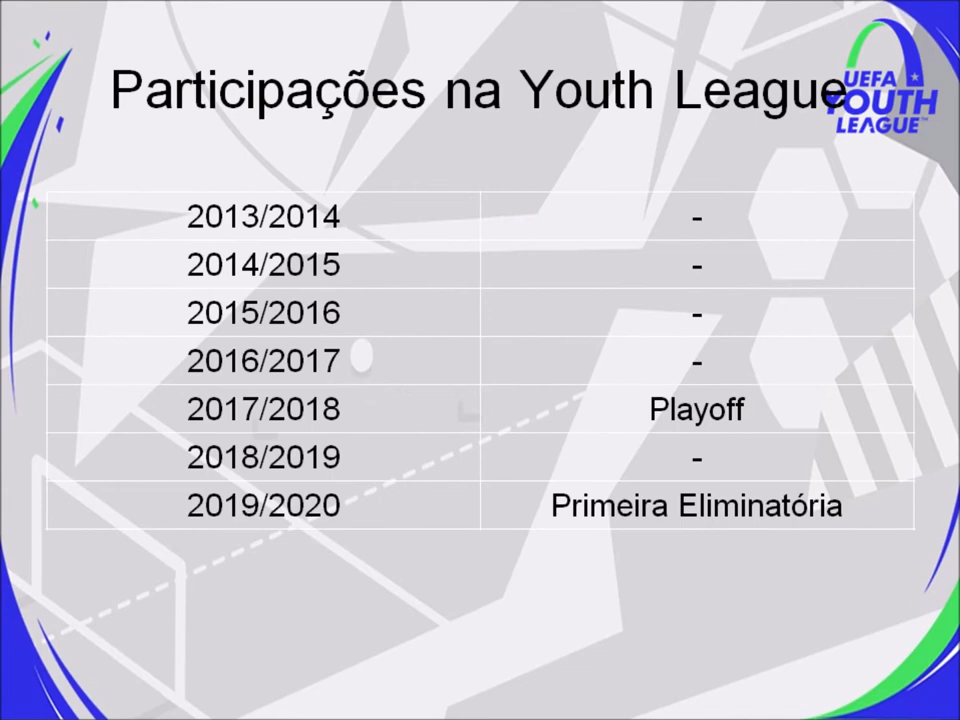 Participações na Youth League
UEFA
YOUTH
LEAGUE™
2013/2014 -
2014/2015 -
2015/2016 -
2016/2017 -
2017/2018 Playoff
2018/2019 -
2019/2020 Primeira Eliminatória